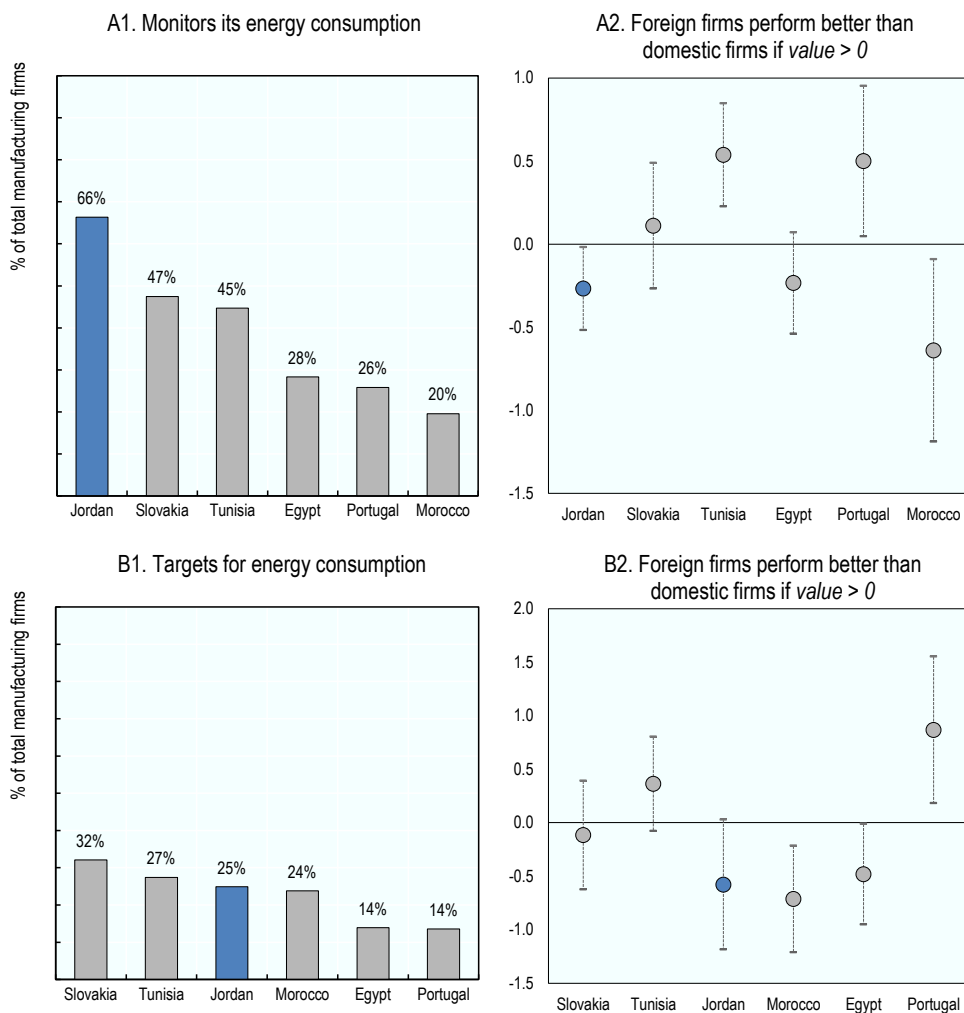 A1. Monitors its energy consumption
% of total manufacturing firms
66%
47%
45%
28%
26%
20%
Jordan Slovakia Tunisia Egypt Portugal Morocco
A2. Foreign firms perform better than
domestic firms if value > 0
1.0
0.5
0.0
-0.5
-1.0
-1.5
Jordan Slovakia Tunisia Egypt Portugal Morocco
B1. Targets for energy consumption
% of total manufacturing firms
32%
27%
25%
24%
14%
14%
Slovakia Tunisia Jordan Morocco Egypt Portugal
B2. Foreign firms perform better than
domestic firms if value > 0
2.0
1.5
1.0
0.5
0.0
-0.5
-1.0
-1.5
Slovakia Tunisia Jordan Morocco Egypt Portugal